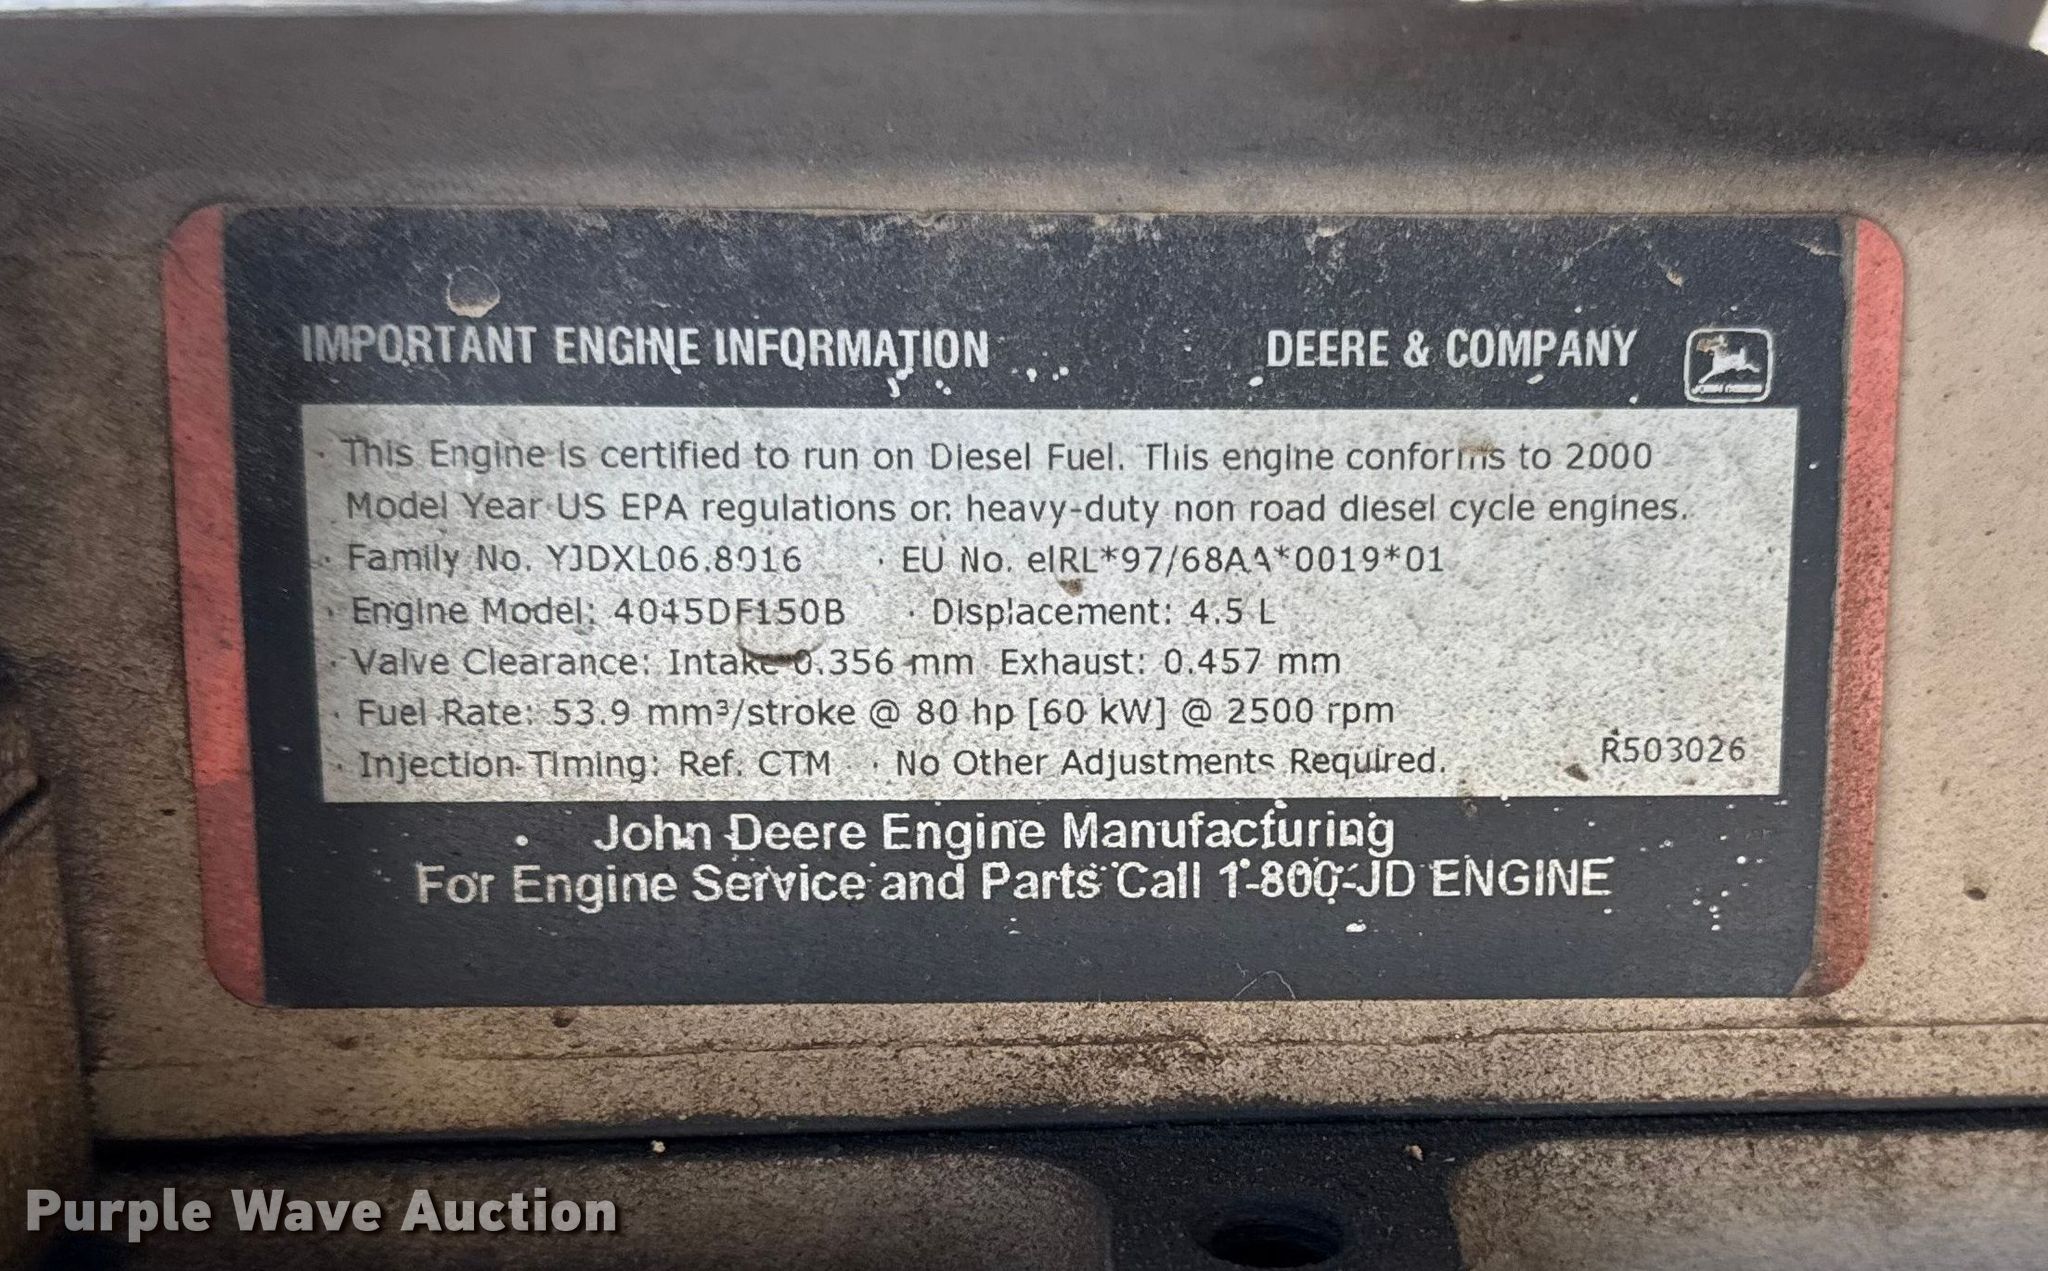 IMPORTANT ENGINE INFORMATION DEERE & COMPANY
JOHN DEERE
· This Engine is certified to run on Diesel Fuel. This engine conforms to 2000
Model Year US EPA regulations on heavy-duty non road diesel cycle engines.
· Family No. YJDXL06.8016 · EU No. eIRL*97/68AA*0019*01
· Engine Model: 4045DF150B · Displacement: 4.5 L
· Valve Clearance: Intake 0.356 mm Exhaust: 0.457 mm
· Fuel Rate: 53.9 mm³/stroke @ 80 hp [60 kW] @ 2500 rpm
· Injection Timing: Ref. CTM · No Other Adjustments Required.
R503026
John Deere Engine Manufacturing
For Engine Service and Parts Call 1-800-JD ENGINE
Purple Wave Auction